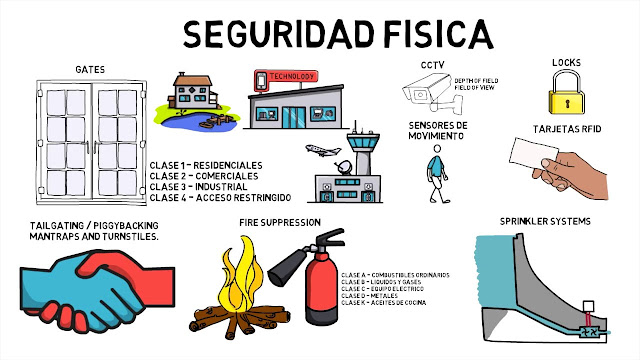 SEGURIDAD FISICA
GATES
TECHNOLODY
CLASE 1 – RESIDENCIALES
CLASE 2 – COMERCIALES
CLASE 3 – INDUSTRIAL
CLASE 4 – ACCESO RESTRINGIDO
CCTV
DEPTH OF FIELD
FIELD OF VIEW
LOCKS
SENSORES DE
MOVIMIENTO
TARJETAS RFID
TAILGATING / PIGGYBACKING
MANTRAPS AND TURNSTILES.
FIRE SUPPRESSION
CLASE A – COMBUSTIBLES ORDINARIOS
CLASE B – LIQUIDOS Y GASES
CLASE C – EQUIPO ELECTRICO
CLASE D – METALES
CLASE K – ACEITES DE COCINA
SPRINKLER SYSTEMS